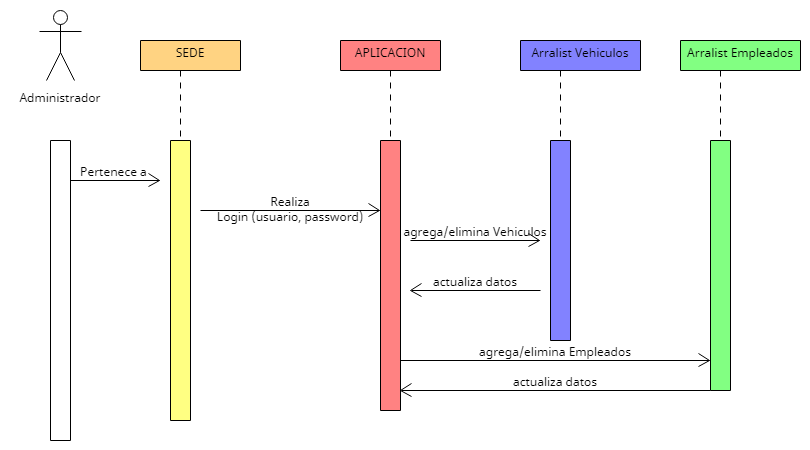 SEDE
APLICACION
Arralist Vehiculos
Arralist Empleados
Administrador
Pertenece a
Realiza
Login (usuario, password)
agrega/elimina Vehiculos
actualiza datos
agrega/elimina Empleados
actualiza datos